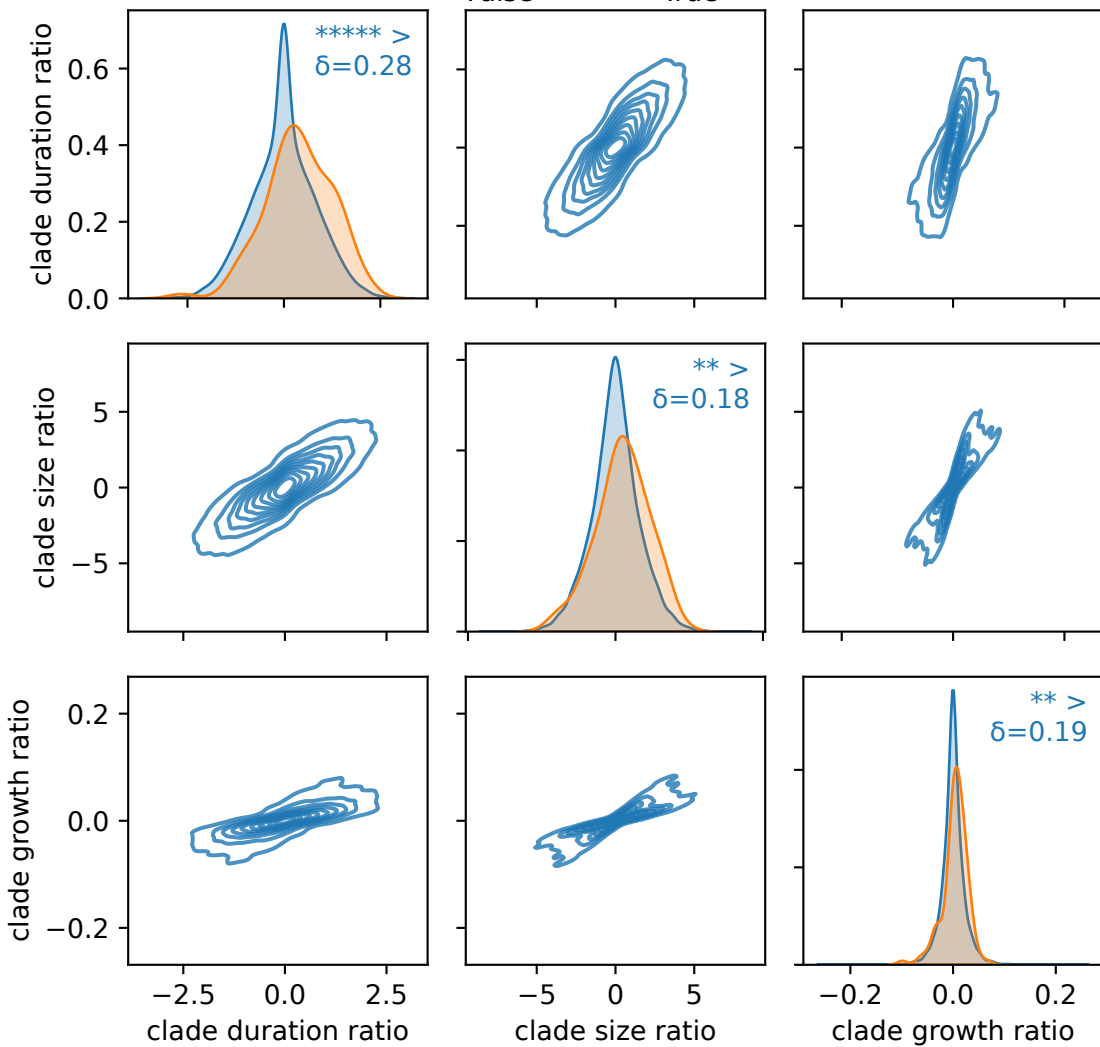 True
clade duration ratio
0.6
0.4
0.2
0.0
***** >
δ=0.28
clade size ratio
5
0
−5
** >
δ=0.18
clade growth ratio
0.2
0.0
−0.2
** >
δ=0.19
−2.5 0.0 2.5
−5 0 5
−0.2 0.0 0.2
clade duration ratio
clade size ratio
clade growth ratio